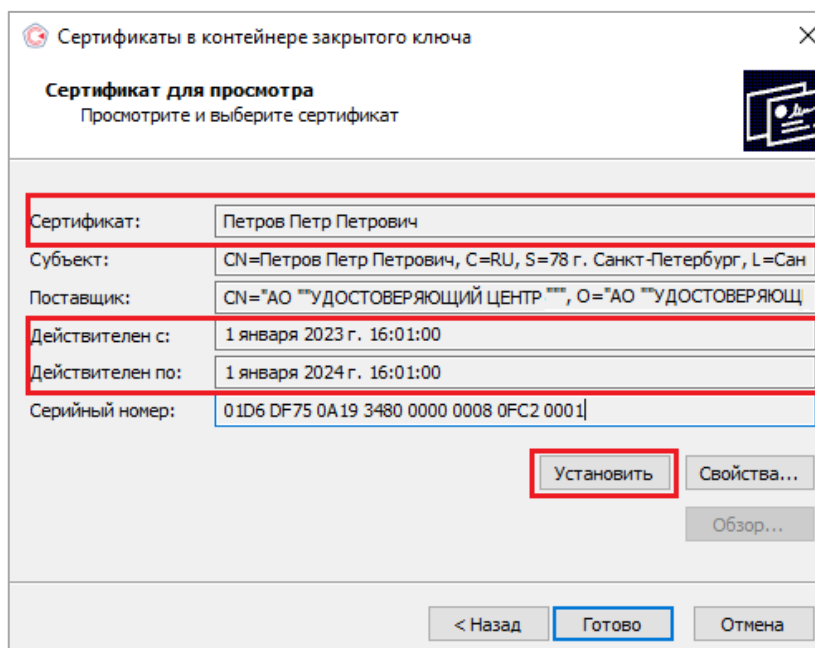 Сертификаты в контейнере закрытого ключа
Сертификат для просмотра
Просмотрите и выберите сертификат
Сертификат: Петров Петр Петрович
Субъект: CN=Петров Петр Петрович, C=RU, S=78 г. Санкт-Петербург, L=Сан
Поставщик: CN="АО ""УДОСТОВЕРЯЮЩИЙ ЦЕНТР """, O="АО ""УДОСТОВЕРЯЮЩ
Действителен с: 1 января 2023 г. 16:01:00
Действителен по: 1 января 2024 г. 16:01:00
Серийный номер: 01D6 DF75 0A19 3480 0000 0008 0FC2 0001
Установить Свойства...
Обзор...
< Назад Готово Отмена